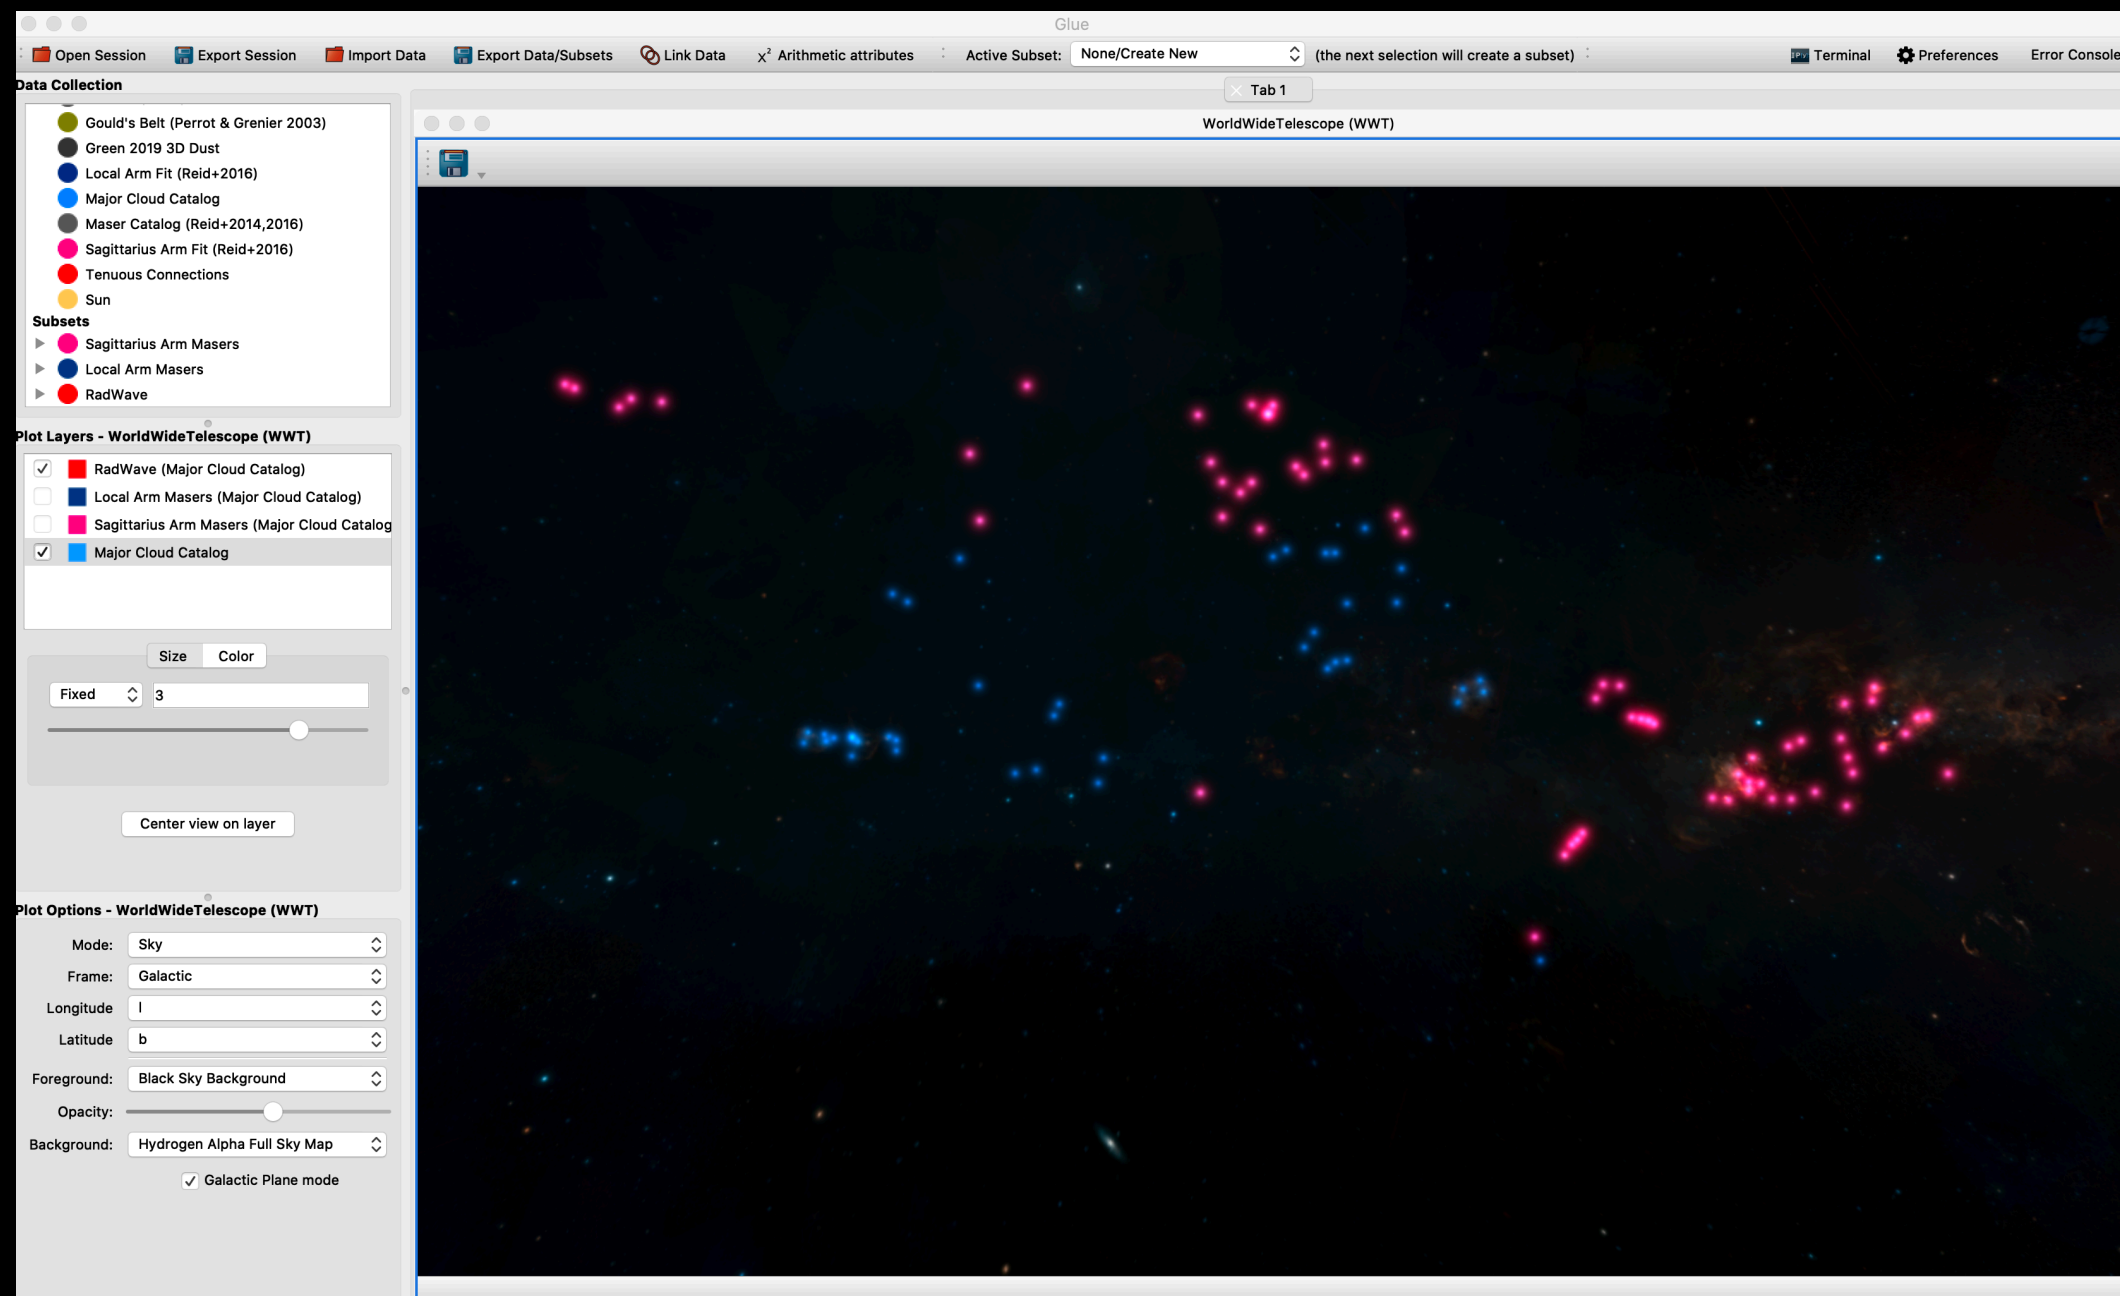 Glue
Open Session Export Session Import Data Export Data/Subsets Link Data x² Arithmetic attributes Active Subset: None/Create New (the next selection will create a subset) Terminal Preferences Error Console
Data Collection
Tab 1
Gould's Belt (Perrot & Grenier 2003)
WorldWideTelescope (WWT)
Green 2019 3D Dust
Local Arm Fit (Reid+2016)
Major Cloud Catalog
Maser Catalog (Reid+2014,2016)
Sagittarius Arm Fit (Reid+2016)
Tenuous Connections
Sun
Subsets
Sagittarius Arm Masers
Local Arm Masers
RadWave
Plot Layers - WorldWideTelescope (WWT)
RadWave (Major Cloud Catalog)
Local Arm Masers (Major Cloud Catalog)
Sagittarius Arm Masers (Major Cloud Catalog
Major Cloud Catalog
Size Color
Fixed 3
Center view on layer
Plot Options - WorldWideTelescope (WWT)
Mode: Sky
Frame: Galactic
Longitude l
Latitude b
Foreground: Black Sky Background
Opacity:
Background: Hydrogen Alpha Full Sky Map
Galactic Plane mode